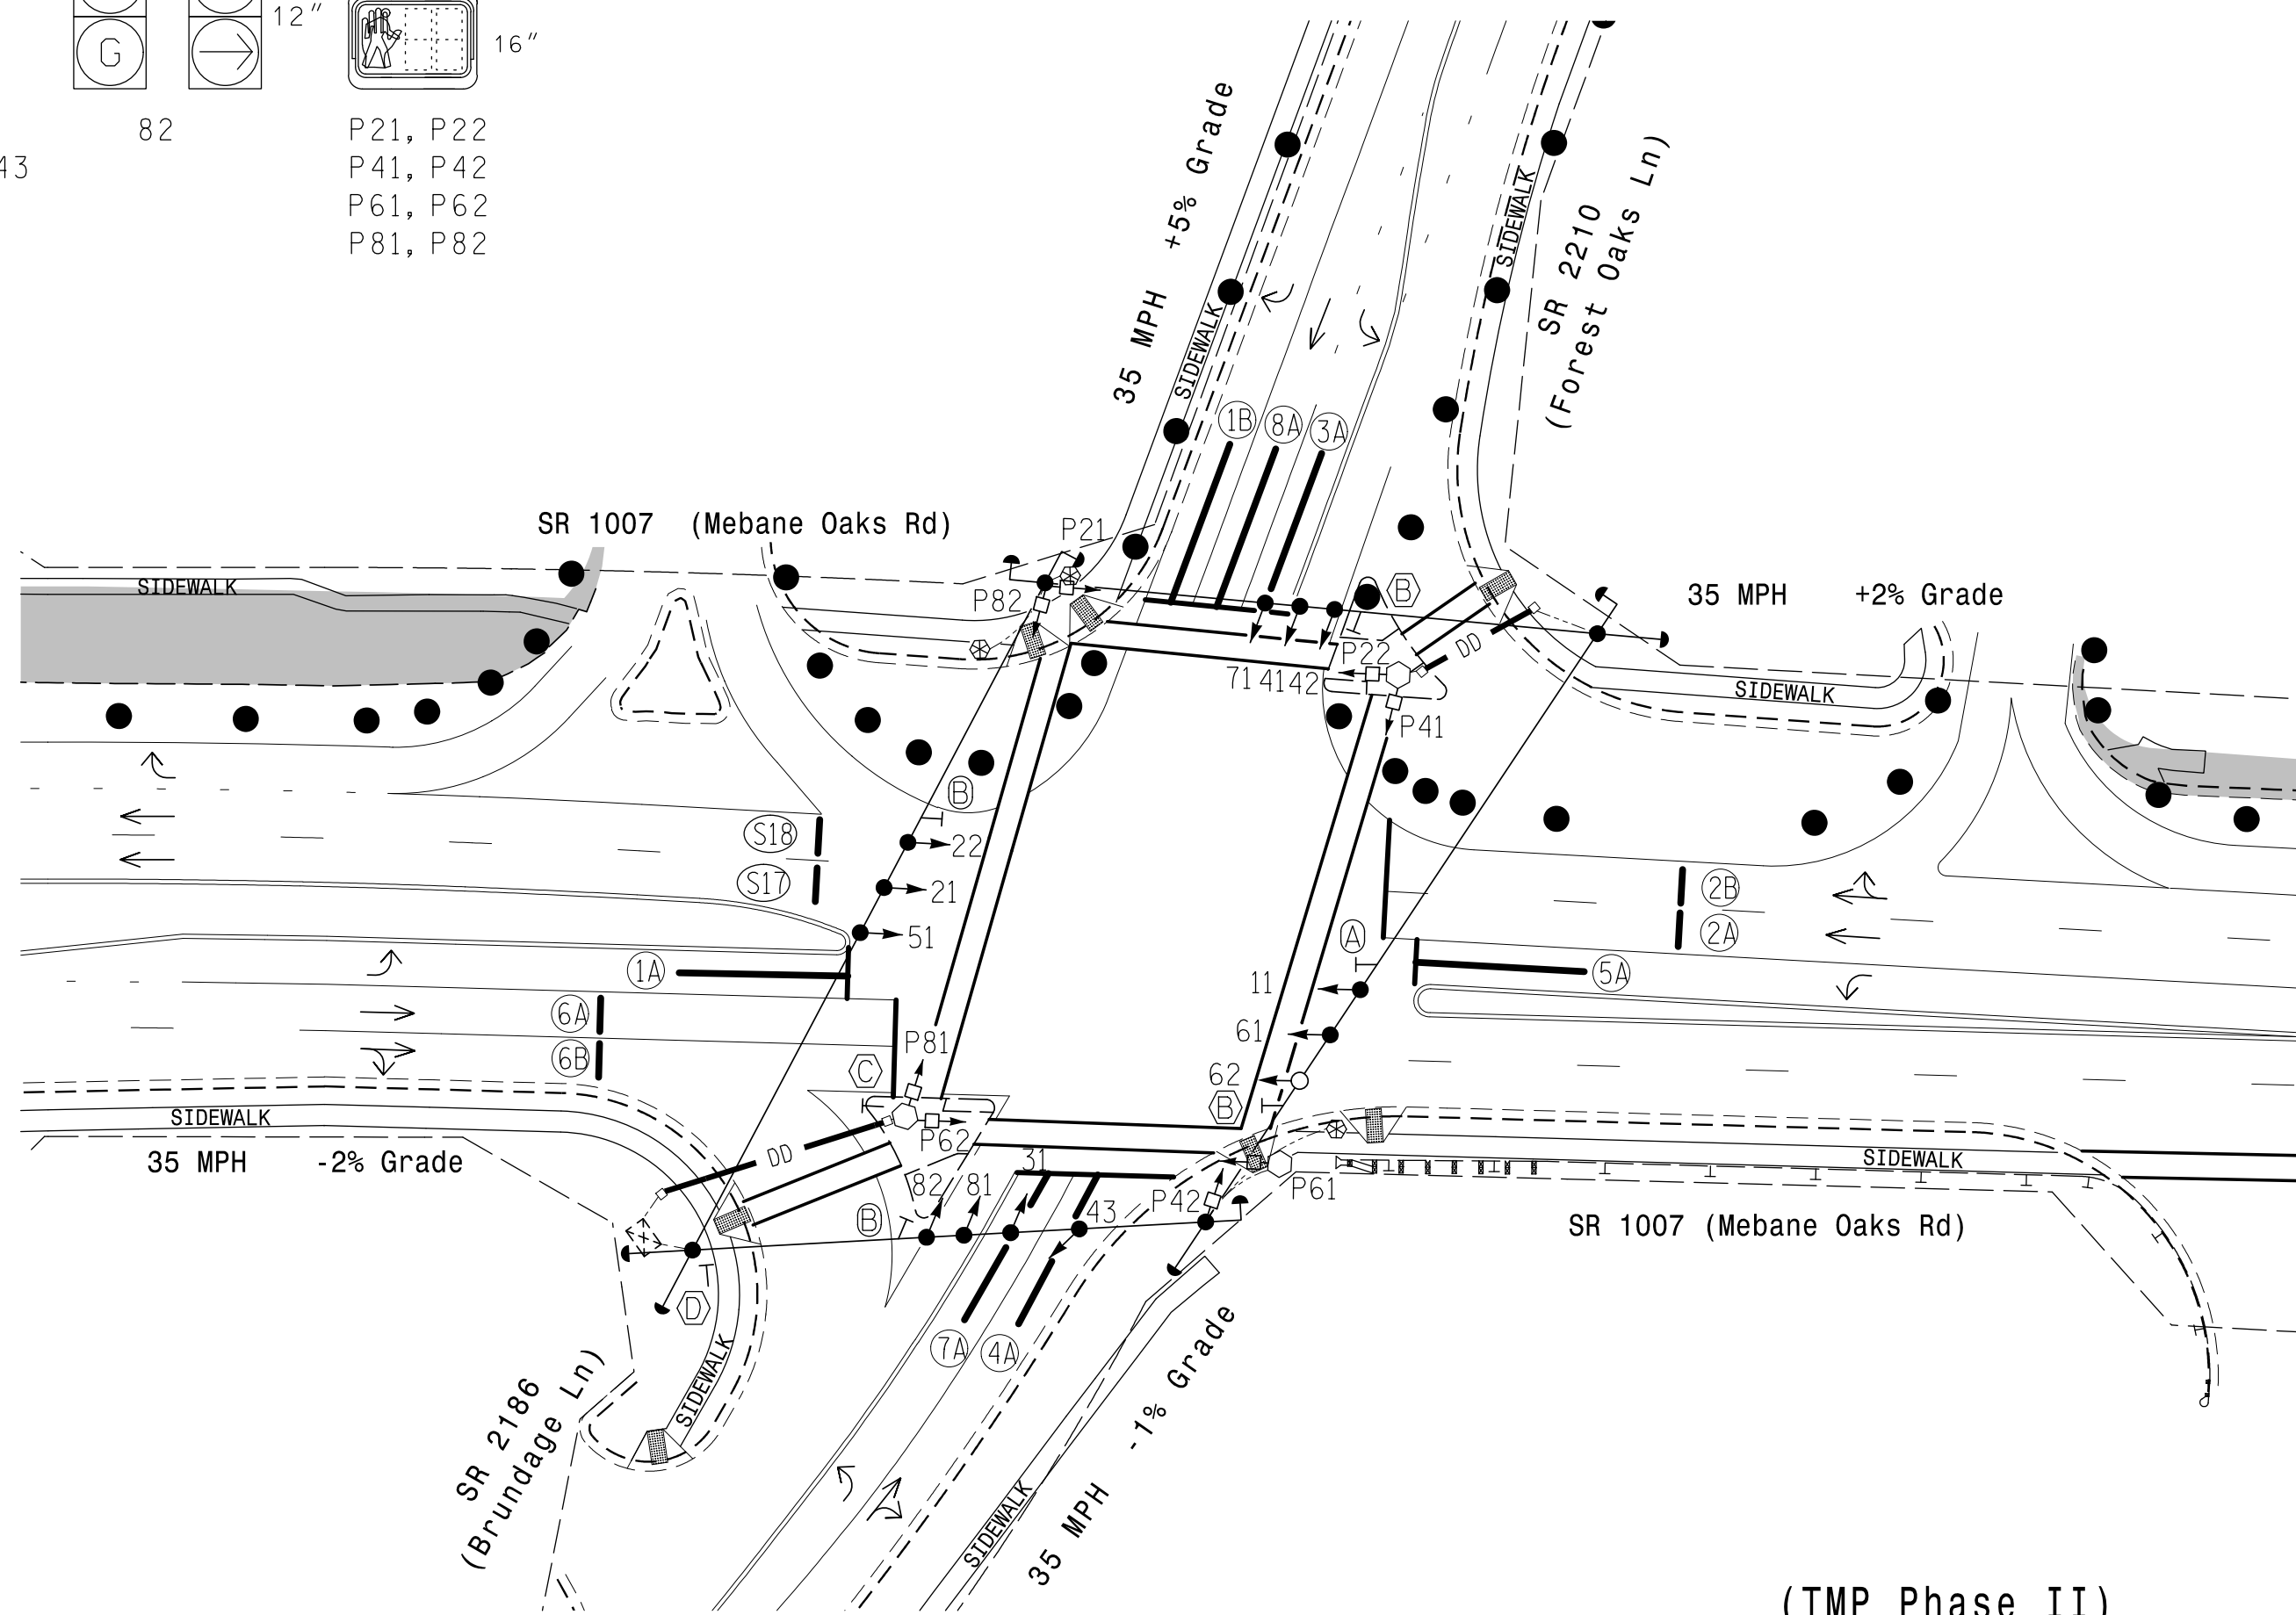 12"
G
16"
82
P21, P22
43
P41, P42
P61, P62
P81, P82
35 MPH +5% Grade
SIDEWALK
SIDEWALK
SR 2210
(Forest Oaks Ln)
1B
8A
3A
SR 1007 (Mebane Oaks Rd)
P21
P82
SIDEWALK
B
35 MPH +2% Grade
DD
P22
71 41 42
SIDEWALK
P41
B
S18
22
S17
21
51
2B
2A
A
1A
11
5A
6A
61
6B
P81
C
62
B
SIDEWALK
P62
35 MPH -2% Grade
DD
31
SIDEWALK
82 81
P42
P61
43
B
SR 1007 (Mebane Oaks Rd)
D
7A
4A
SIDEWALK
SR 2186
(Brundage Ln)
35 MPH -1% Grade
SIDEWALK
(TMP Phase II)